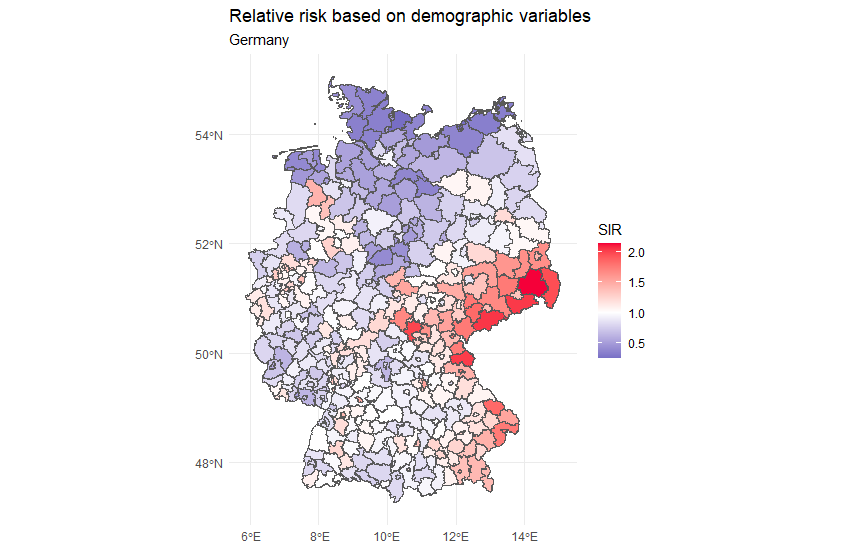 Relative risk based on demographic variables
Germany
54°N
52°N
50°N
48°N
6°E
8°E
10°E
12°E
14°E
SIR
2.0
1.5
1.0
0.5